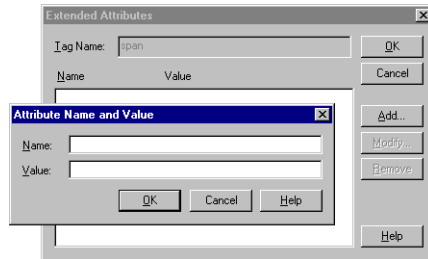 Extended Attributes
Tag Name: span
OK
Name Value
Cancel
Attribute Name and Value
Add...
Name:
Modify...
Value:
Remove
OK Cancel Help
Help